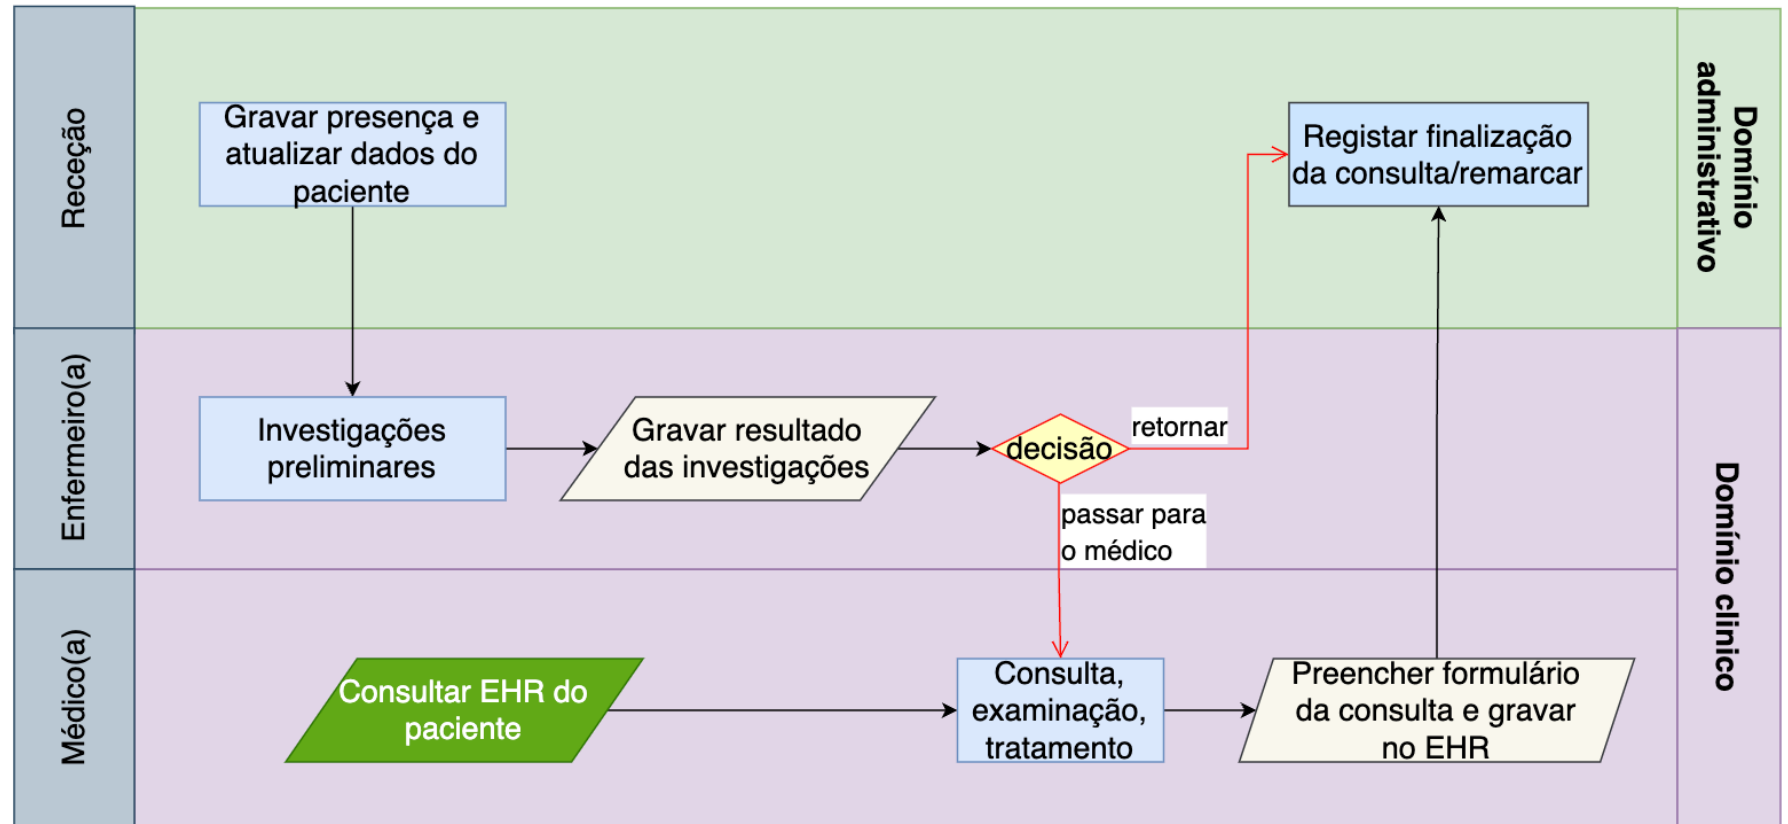 Receção
Gravar presença e
atualizar dados do
paciente
Registar finalização
da consulta/remarcar
Domínio
administrativo
Enfermeiro(a)
Investigações
preliminares
Gravar resultado
das investigações
decisão
retornar
passar para
o médico
Domínio clinico
Médico(a)
Consultar EHR do
paciente
Consulta,
examinação,
tratamento
Preencher formulário
da consulta e gravar
no EHR